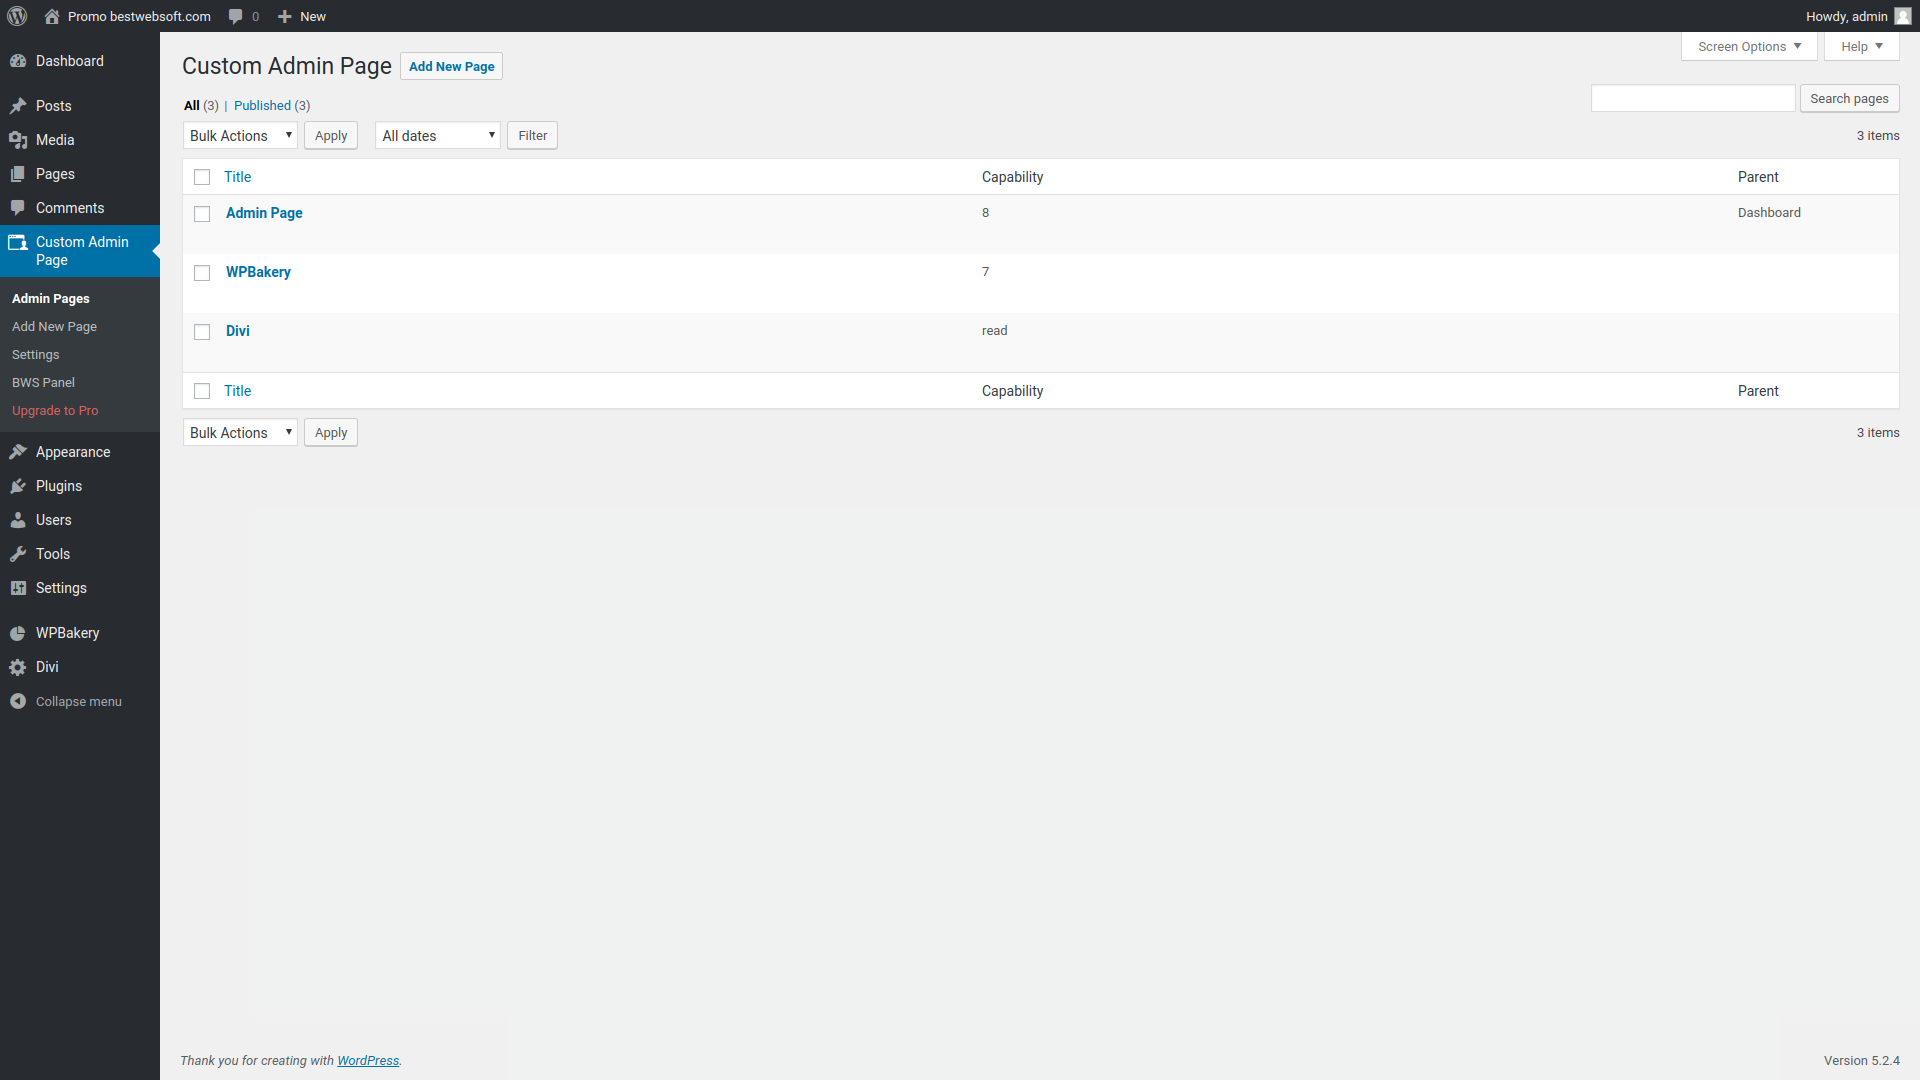 Promo bestwebsoft.com 0 New Howdy, admin
Dashboard
Posts
Media
Pages
Comments
Custom Admin
Page
Admin Pages
Add New Page
Settings
BWS Panel
Upgrade to Pro
Appearance
Plugins
Users
Tools
Settings
WPBakery
Divi
Collapse menu
Screen Options Help
Custom Admin Page Add New Page
All (3) | Published (3)
Search pages
Bulk Actions Apply All dates Filter 3 items
Title Capability Parent
Admin Page 8 Dashboard
WPBakery 7
Divi read
Title Capability Parent
Bulk Actions Apply 3 items
Thank you for creating with WordPress. Version 5.2.4